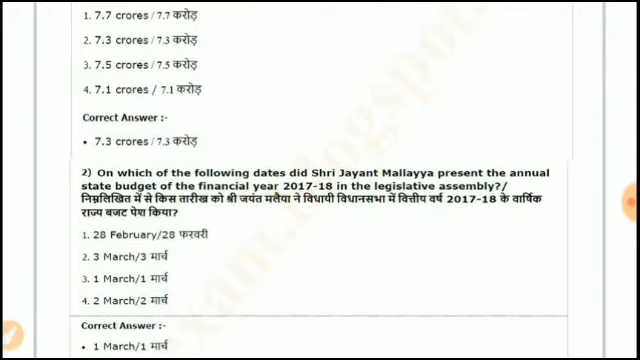 1. 7.7 crores / 7.7 करोड़
2. 7.3 crores / 7.3 करोड़
3. 7.5 crores / 7.5 करोड़
4. 7.1 crores / 7.1 करोड़
Correct Answer :-
• 7.3 crores / 7.3 करोड़
2) On which of the following dates did Shri Jayant Mallayya present the annual
state budget of the financial year 2017-18 in the legislative assembly?/
निम्नलिखित में से किस तारीख को श्री जयंत मलैया ने विधायी विधानसभा में वित्तीय वर्ष 2017-18 के वार्षिक
राज्य बजट पेश किया?
1. 28 February/28 फरवरी
2. 3 March/3 मार्च
3. 1 March/1 मार्च
4. 2 March/2 मार्च
Correct Answer :-
• 1 March/1 मार्च